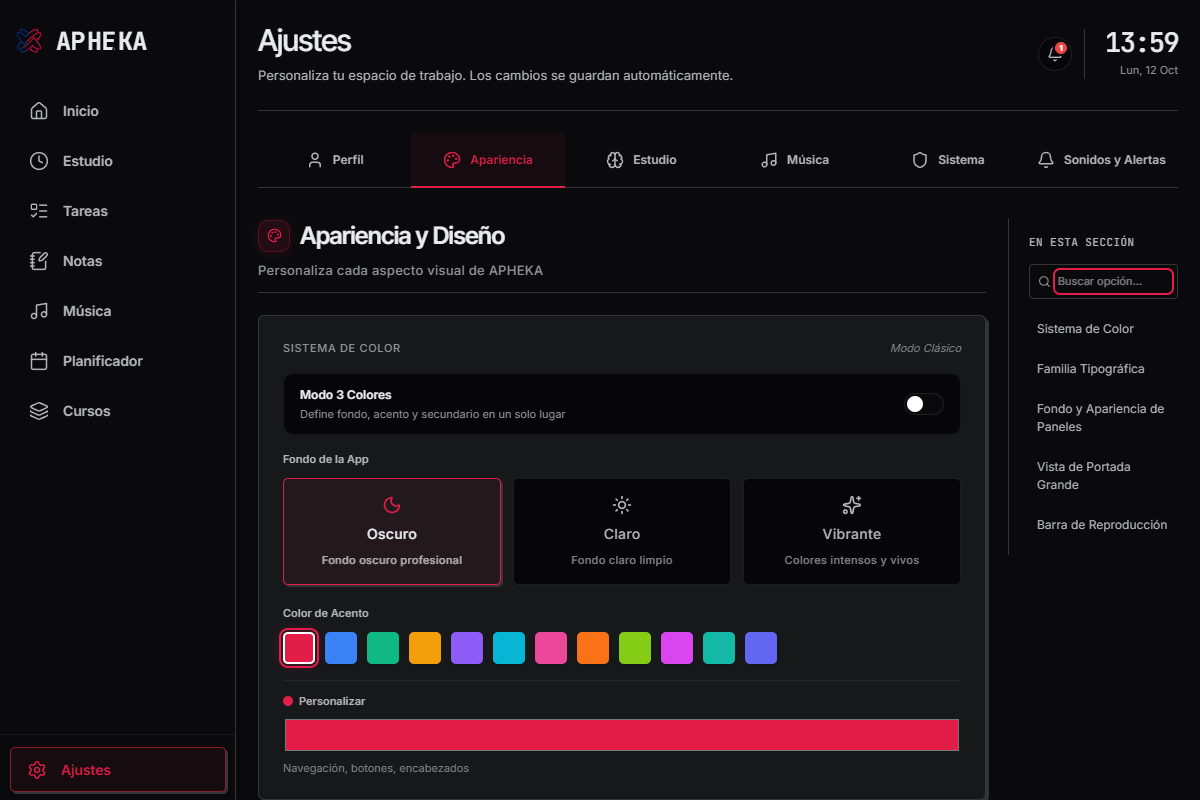 APHEKA
Inicio
Estudio
Tareas
Notas
Música
Planificador
Cursos
Ajustes
Ajustes
Personaliza tu espacio de trabajo. Los cambios se guardan automáticamente.
1
13:59
Lun, 12 Oct
Perfil
Apariencia
Estudio
Música
Sistema
Sonidos y Alertas
Apariencia y Diseño
Personaliza cada aspecto visual de APHEKA
SISTEMA DE COLOR
Modo Clásico
Modo 3 Colores
Define fondo, acento y secundario en un solo lugar
Fondo de la App
Oscuro
Fondo oscuro profesional
Claro
Fondo claro limpio
Vibrante
Colores intensos y vivos
Color de Acento
Personalizar
Navegación, botones, encabezados
EN ESTA SECCIÓN
Buscar opción...
Sistema de Color
Familia Tipográfica
Fondo y Apariencia de
Paneles
Vista de Portada
Grande
Barra de Reproducción